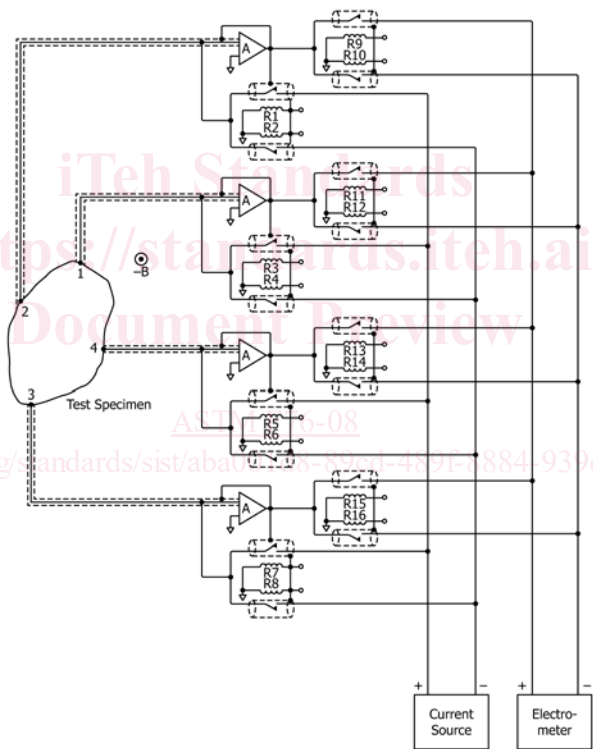 A
R9
R10
R1
R2
iTeh Standards
A
R11
R12
https://standards.iteh.ai
1
−B
R3
R4
2
Document Preview
4
A
R13
R14
3
Test Specimen
R5
R6
A
R15
R16
R7
R8
+ − + −
Current
Source
Electro-
meter